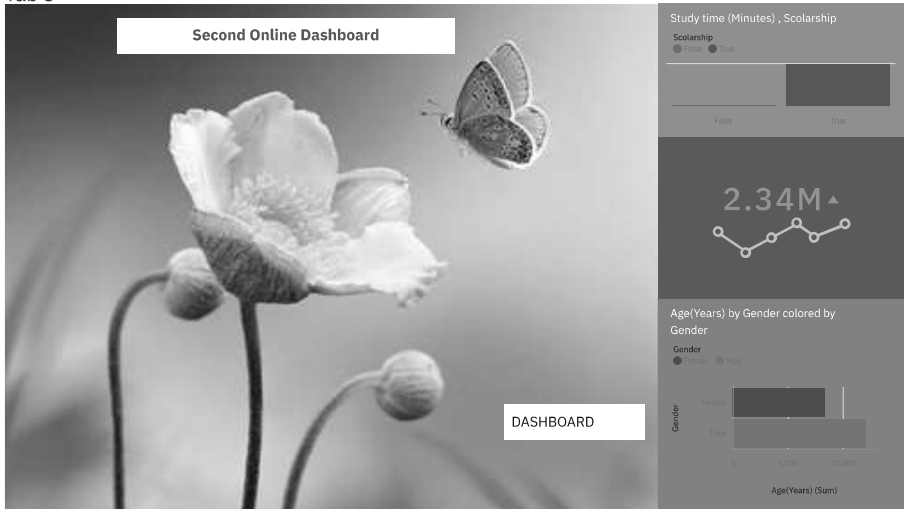 Second Online Dashboard
Study time (Minutes) , Scolarship
Scolarship
False True
False True
2.34M
Age(Years) by Gender colored by
Gender
Gender
Female Male
Gender
Female
Male
0 5,000 10,000
Age(Years) (Sum)
DASHBOARD